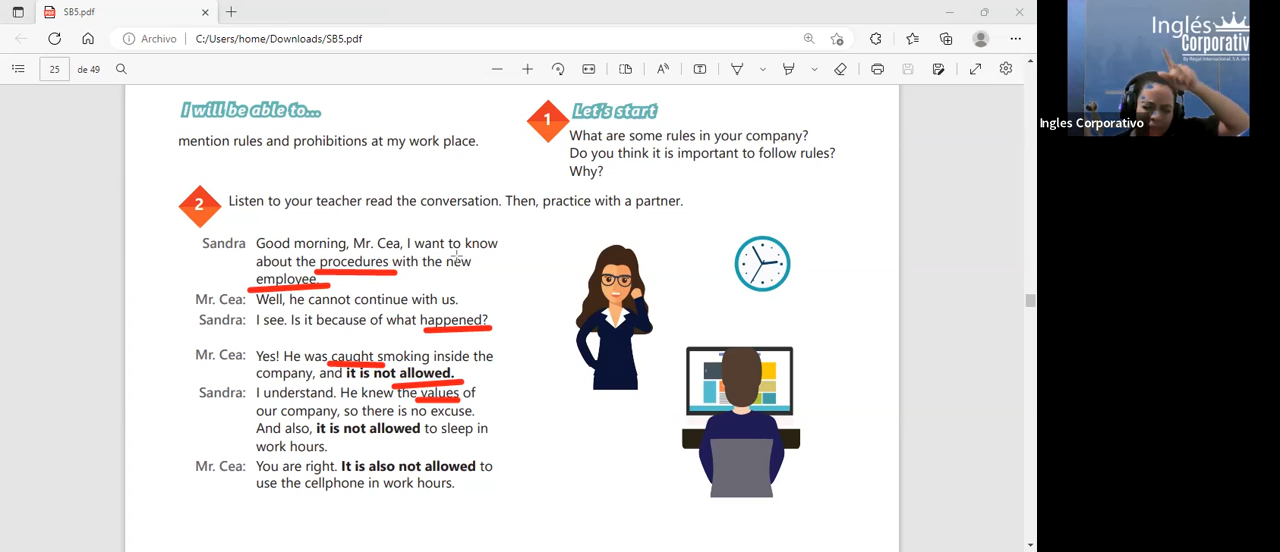 SB5.pdf
Archivo C:/Users/home/Downloads/SB5.pdf
25 de 49
I will be able to...
mention rules and prohibitions at my work place.
1 Let's start
What are some rules in your company?
Do you think it is important to follow rules?
Why?
2 Listen to your teacher read the conversation. Then, practice with a partner.
Sandra Good morning, Mr. Cea, I want to know
about the procedures with the new
employee.
Mr. Cea: Well, he cannot continue with us.
Sandra: I see. Is it because of what happened?
Mr. Cea: Yes! He was caught smoking inside the
company, and it is not allowed.
Sandra: I understand. He knew the values of
our company, so there is no excuse.
And also, it is not allowed to sleep in
work hours.
Mr. Cea: You are right. It is also not allowed to
use the cellphone in work hours.
Inglés
Corporativo
By Regal Internacional, S.A. de
Ingles Corporativo